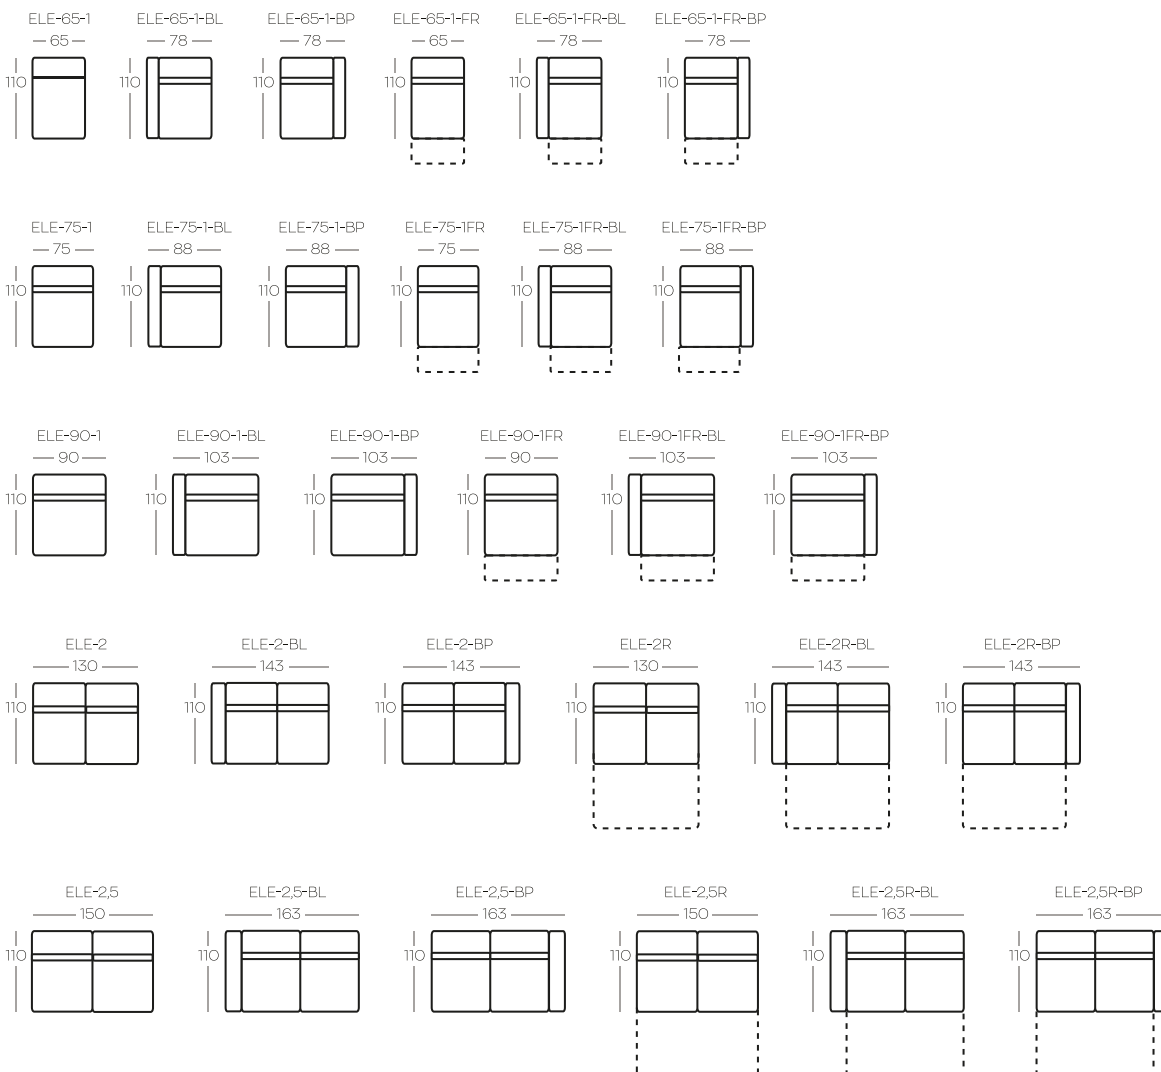 ELE-65-1 ELE-65-1-BL ELE-65-1-BP ELE-65-1-FR ELE-65-1-FR-BL ELE-65-1-FR-BP
65 78 78 65 78 78
110 110 110 110 110 110
ELE-75-1 ELE-75-1-BL ELE-75-1-BP ELE-75-1FR ELE-75-1FR-BL ELE-75-1FR-BP
75 88 88 75 88 88
110 110 110 110 110 110
ELE-90-1 ELE-90-1-BL ELE-90-1-BP ELE-90-1FR ELE-90-1FR-BL ELE-90-1FR-BP
90 103 103 90 103 103
110 110 110 110 110 110
ELE-2 ELE-2-BL ELE-2-BP ELE-2R ELE-2R-BL ELE-2R-BP
130 143 143 130 143 143
110 110 110 110 110 110
ELE-2,5 ELE-2,5-BL ELE-2,5-BP ELE-2,5R ELE-2,5R-BL ELE-2,5R-BP
150 163 163 150 163 163
110 110 110 110 110 110